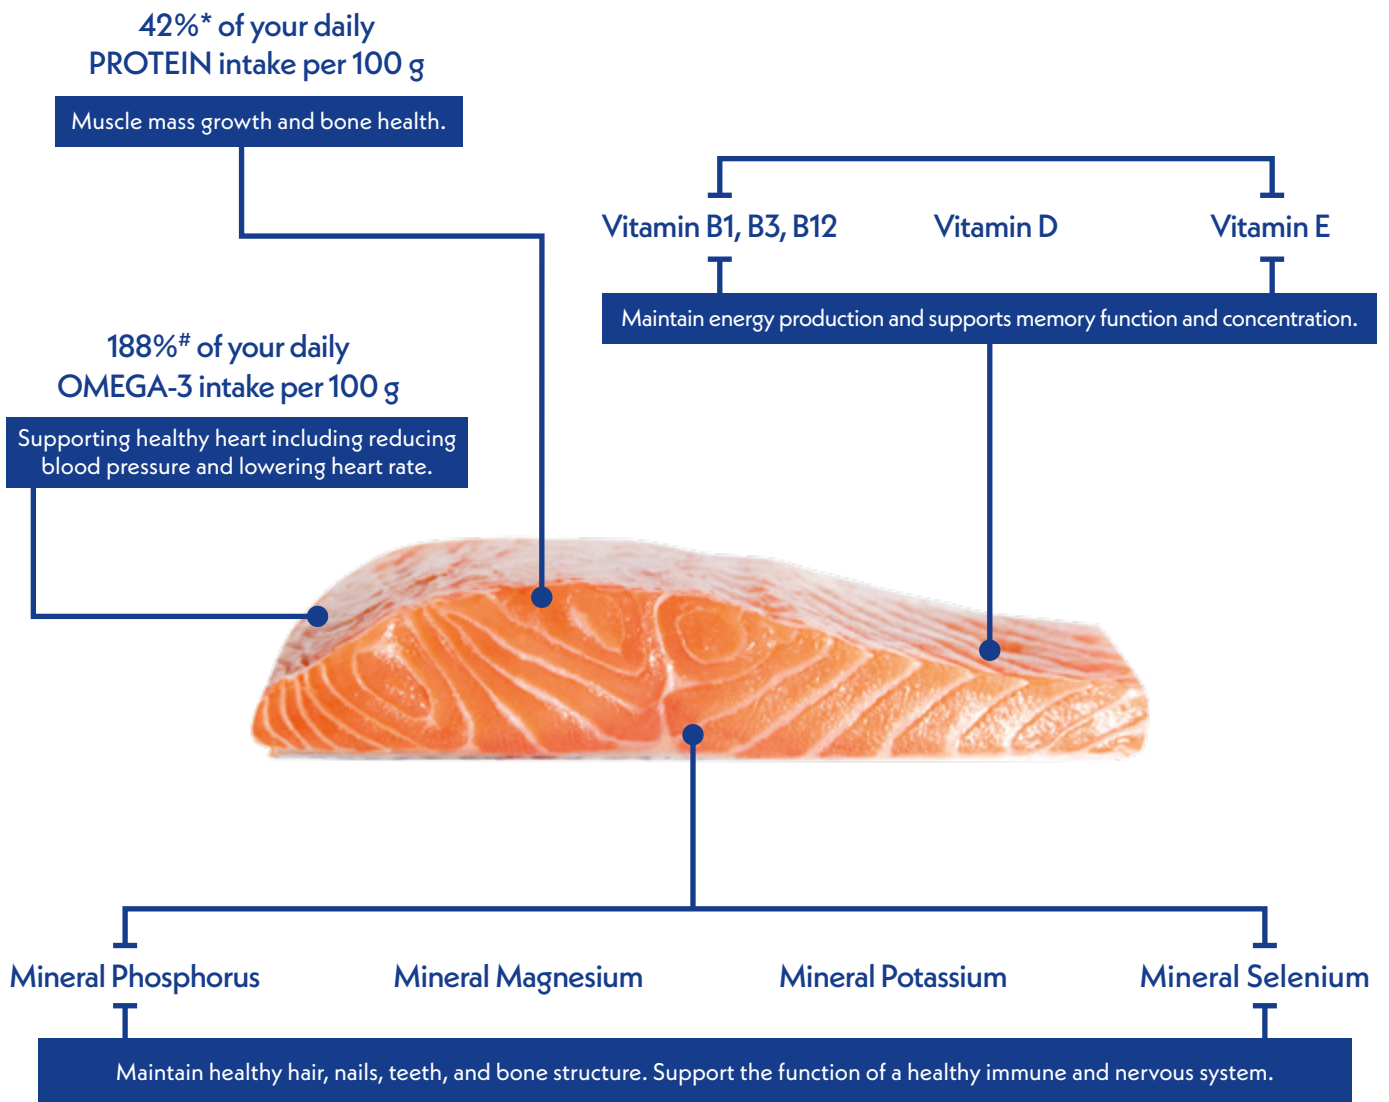 42%* of your daily
PROTEIN intake per 100 g
Muscle mass growth and bone health.
Vitamin B1, B3, B12
Vitamin D
Vitamin E
Maintain energy production and supports memory function and concentration.
188%# of your daily
OMEGA-3 intake per 100 g
Supporting healthy heart including reducing
blood pressure and lowering heart rate.
Mineral Phosphorus
Mineral Magnesium
Mineral Potassium
Mineral Selenium
Maintain healthy hair, nails, teeth, and bone structure. Support the function of a healthy immune and nervous system.